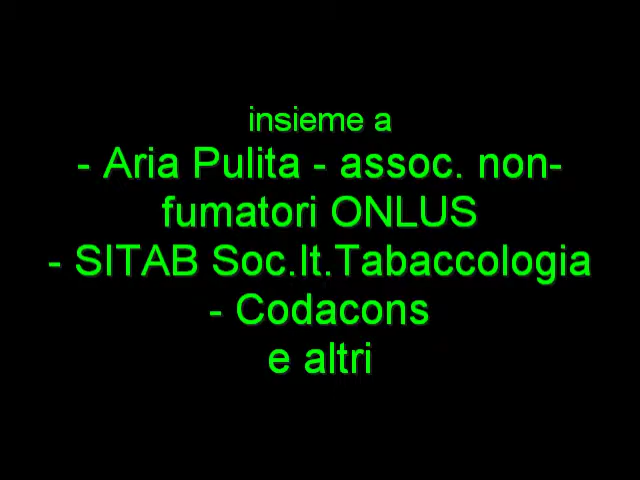 insieme a
- Aria Pulita - assoc. non-
fumatori ONLUS
- SITAB Soc.It.Tabaccologia
- Codacons
e altri